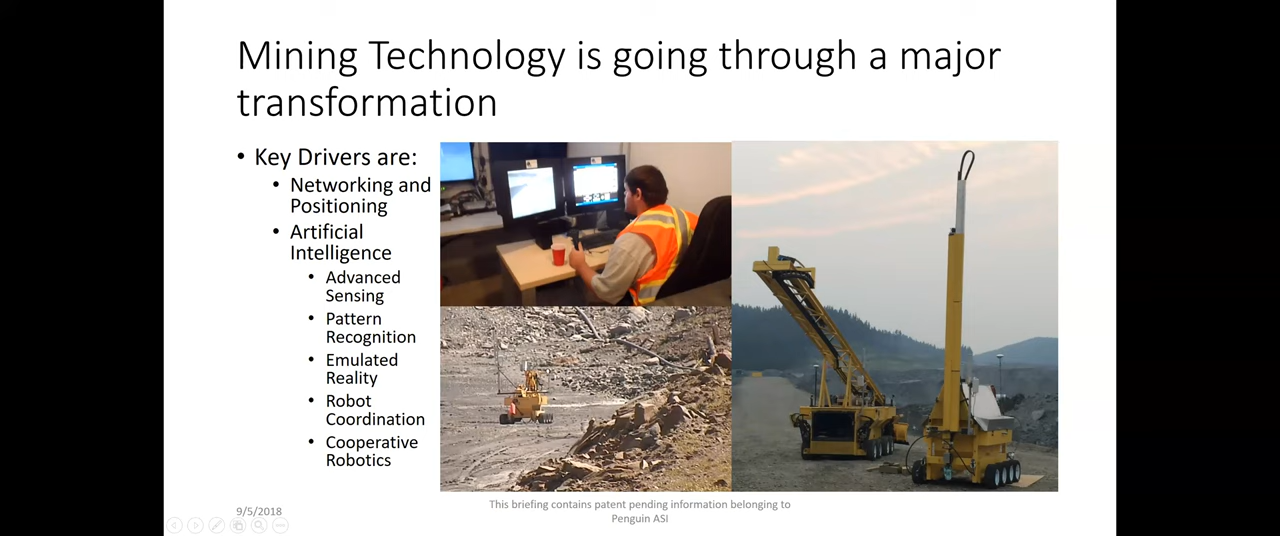 Mining Technology is going through a major
transformation
• Key Drivers are:
• Networking and
Positioning
• Artificial
Intelligence
• Advanced
Sensing
• Pattern
Recognition
• Emulated
Reality
• Robot
Coordination
• Cooperative
Robotics
9/5/2018
This briefing contains patent pending information belonging to
Penguin ASI